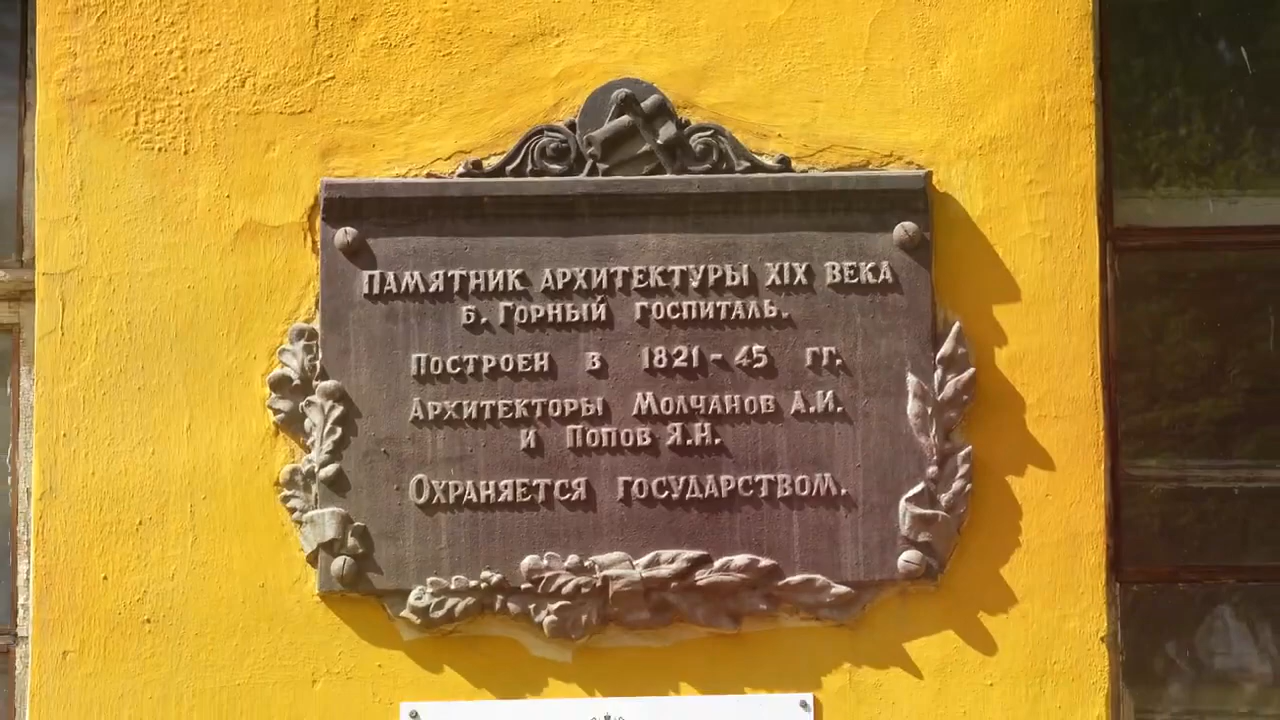 Памятник архитектуры XIX века
б. Горный госпиталь.
Построен в 1821-45 гг.
Архитекторы Молчанов А.И.
и Попов Я.Н.
Охраняется государством.